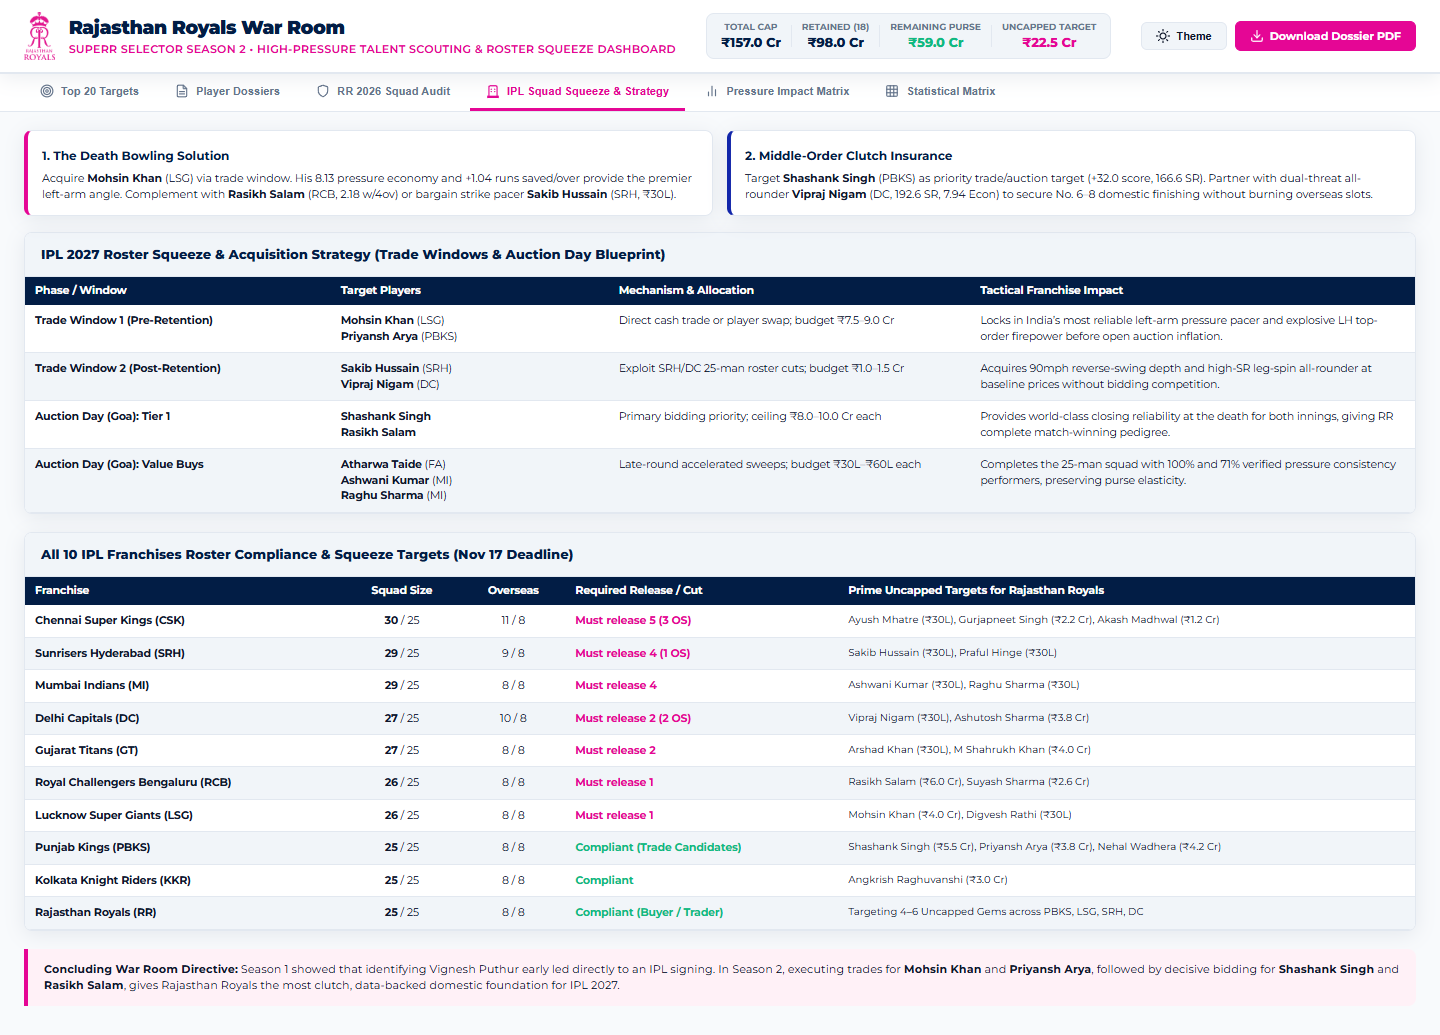 RAJASTHAN
ROYALS
Rajasthan Royals War Room
SUPERR SELECTOR SEASON 2 • HIGH-PRESSURE TALENT SCOUTING & ROSTER SQUEEZE DASHBOARD
TOTAL CAP
₹157.0 Cr
RETAINED (18)
₹98.0 Cr
REMAINING PURSE
₹59.0 Cr
UNCAPPED TARGET
₹22.5 Cr
Theme
Download Dossier PDF
Top 20 Targets
Player Dossiers
RR 2026 Squad Audit
IPL Squad Squeeze & Strategy
Pressure Impact Matrix
Statistical Matrix
1. The Death Bowling Solution
Acquire Mohsin Khan (LSG) via trade window. His 8.13 pressure economy and +1.04 runs saved/over provide the premier
left-arm angle. Complement with Rasikh Salam (RCB, 2.18 w/4ov) or bargain strike pacer Sakib Hussain (SRH, ₹30L).
2. Middle-Order Clutch Insurance
Target Shashank Singh (PBKS) as priority trade/auction target (+32.0 score, 166.6 SR). Partner with dual-threat all-
rounder Vipraj Nigam (DC, 192.6 SR, 7.94 Econ) to secure No. 6–8 domestic finishing without burning overseas slots.
IPL 2027 Roster Squeeze & Acquisition Strategy (Trade Windows & Auction Day Blueprint)
Phase / Window Target Players Mechanism & Allocation Tactical Franchise Impact
Trade Window 1 (Pre-Retention) Mohsin Khan (LSG) Direct cash trade or player swap; budget ₹7.5–9.0 Cr Locks in India's most reliable left-arm pressure pacer and explosive LH top-
Priyansh Arya (PBKS) order firepower before open auction inflation.
Trade Window 2 (Post-Retention) Sakib Hussain (SRH) Exploit SRH/DC 25-man roster cuts; budget ₹1.0–1.5 Cr Acquires 90mph reverse-swing depth and high-SR leg-spin all-rounder at
Vipraj Nigam (DC) baseline prices without bidding competition.
Auction Day (Goa): Tier 1 Shashank Singh Primary bidding priority; ceiling ₹8.0–10.0 Cr each Provides world-class closing reliability at the death for both innings, giving RR
Rasikh Salam complete match-winning pedigree.
Auction Day (Goa): Value Buys Atharwa Taide (FA) Late-round accelerated sweeps; budget ₹30L–₹60L each Completes the 25-man squad with 100% and 71% verified pressure consistency
Ashwani Kumar (MI) performers, preserving purse elasticity.
Raghu Sharma (MI)
All 10 IPL Franchises Roster Compliance & Squeeze Targets (Nov 17 Deadline)
Franchise Squad Size Overseas Required Release / Cut Prime Uncapped Targets for Rajasthan Royals
Chennai Super Kings (CSK) 30 / 25 11 / 8 Must release 5 (3 OS) Ayush Mhatre (₹30L), Gurjapneet Singh (₹2.2 Cr), Akash Madhwal (₹1.2 Cr)
Sunrisers Hyderabad (SRH) 29 / 25 9 / 8 Must release 4 (1 OS) Sakib Hussain (₹30L), Praful Hinge (₹30L)
Mumbai Indians (MI) 29 / 25 8 / 8 Must release 4 Ashwani Kumar (₹30L), Raghu Sharma (₹30L)
Delhi Capitals (DC) 27 / 25 10 / 8 Must release 2 (2 OS) Vipraj Nigam (₹30L), Ashutosh Sharma (₹3.8 Cr)
Gujarat Titans (GT) 27 / 25 8 / 8 Must release 2 Arshad Khan (₹30L), M Shahrukh Khan (₹4.0 Cr)
Royal Challengers Bengaluru (RCB) 26 / 25 8 / 8 Must release 1 Rasikh Salam (₹6.0 Cr), Suyash Sharma (₹2.6 Cr)
Lucknow Super Giants (LSG) 26 / 25 8 / 8 Must release 1 Mohsin Khan (₹4.0 Cr), Digvesh Rathi (₹30L)
Punjab Kings (PBKS) 25 / 25 8 / 8 Compliant (Trade Candidates) Shashank Singh (₹5.5 Cr), Priyansh Arya (₹3.8 Cr), Nehal Wadhera (₹4.2 Cr)
Kolkata Knight Riders (KKR) 25 / 25 8 / 8 Compliant Angkrish Raghuvanshi (₹3.0 Cr)
Rajasthan Royals (RR) 25 / 25 8 / 8 Compliant (Buyer / Trader) Targeting 4–6 Uncapped Gems across PBKS, LSG, SRH, DC
Concluding War Room Directive: Season 1 showed that identifying Vignesh Puthur early led directly to an IPL signing. In Season 2, executing trades for Mohsin Khan and Priyansh Arya, followed by decisive bidding for Shashank Singh and
Rasikh Salam, gives Rajasthan Royals the most clutch, data-backed domestic foundation for IPL 2027.